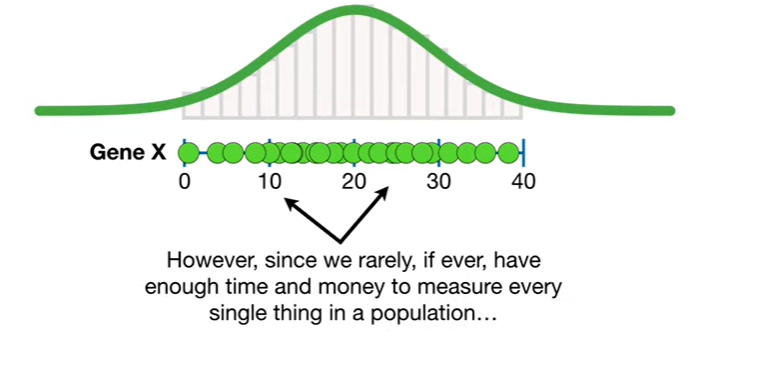 Gene X
0 10 20 30 40
However, since we rarely, if ever, have
enough time and money to measure every
single thing in a population…